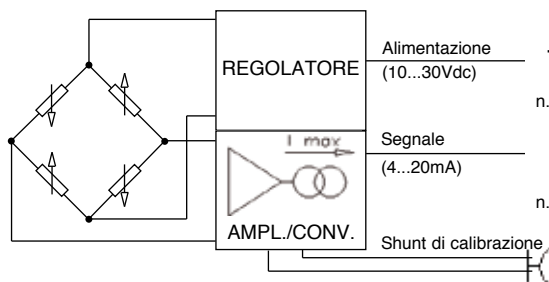 REGOLATORE
Alimentazione
(10...30Vdc)
n.
I max
Segnale
(4...20mA)
n.
AMPL./CONV.
Shunt di calibrazione